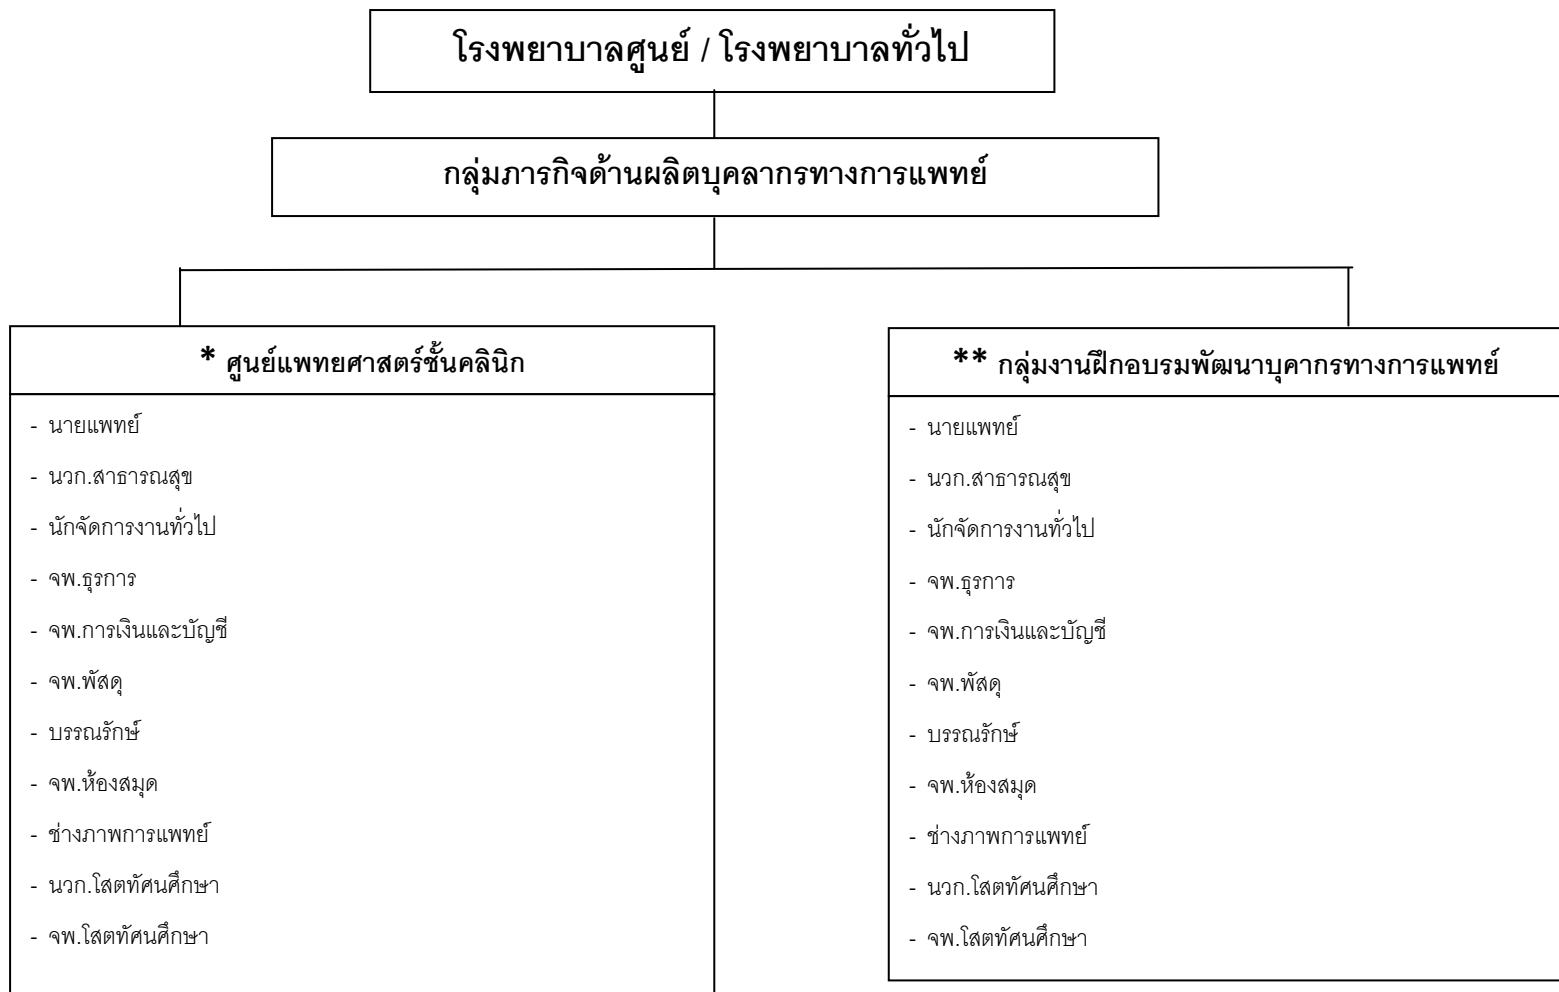 โรงพยาบาลศูนย์ / โรงพยาบาลทั่วไป
กลุ่มภารกิจด้านผลิตบุคลากรทางการแพทย์
* ศูนย์แพทยศาสตร์ชั้นคลินิก
- นายแพทย์
- นวก.สาธารณสุข
- นักจัดการงานทั่วไป
- จพ.ธุรการ
- จพ.การเงินและบัญชี
- จพ.พัสดุ
- บรรณรักษ์
- จพ.ห้องสมุด
- ช่างภาพการแพทย์
- นวก.โสตทัศนศึกษา
- จพ.โสตทัศนศึกษา
** กลุ่มงานฝึกอบรมพัฒนาบุคากรทางการแพทย์
- นายแพทย์
- นวก.สาธารณสุข
- นักจัดการงานทั่วไป
- จพ.ธุรการ
- จพ.การเงินและบัญชี
- จพ.พัสดุ
- บรรณรักษ์
- จพ.ห้องสมุด
- ช่างภาพการแพทย์
- นวก.โสตทัศนศึกษา
- จพ.โสตทัศนศึกษา